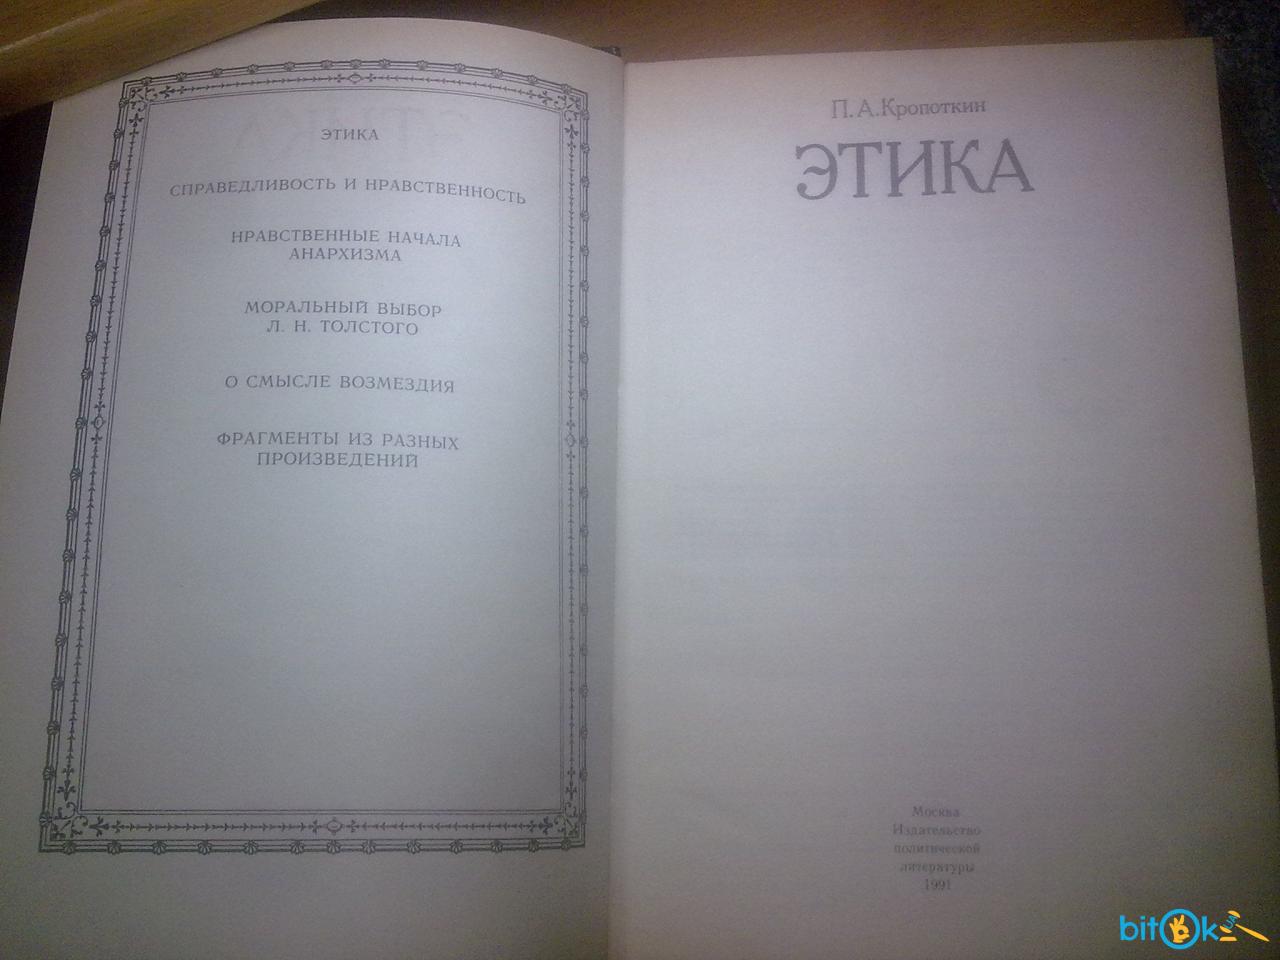 ЭТИКА
СПРАВЕДЛИВОСТЬ И НРАВСТВЕННОСТЬ
НРАВСТВЕННЫЕ НАЧАЛА
АНАРХИЗМА
МОРАЛЬНЫЙ ВЫБОР
Л. Н. ТОЛСТОГО
О СМЫСЛЕ ВОЗМЕЗДИЯ
ФРАГМЕНТЫ ИЗ РАЗНЫХ
ПРОИЗВЕДЕНИЙ
П. А. Кропоткин
ЭТИКА
Москва
Издательство
политической
литературы
1991
bitOk UA